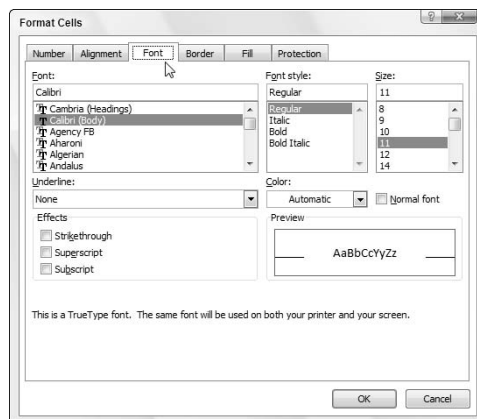 Format Cells
Number Alignment Font Border Fill Protection
Font: Font style: Size:
Calibri Regular 11
Cambria (Headings) Regular 8
Calibri (Body) Italic 9
Agency FB Bold 10
Aharoni Bold Italic 11
Algerian 12
Andalus 14
Underline: Color:
None Automatic Normal font
Effects Preview
Strikethrough
Superscript AaBbCcYyZz
Subscript
This is a TrueType font. The same font will be used on both your printer and your screen.
OK Cancel